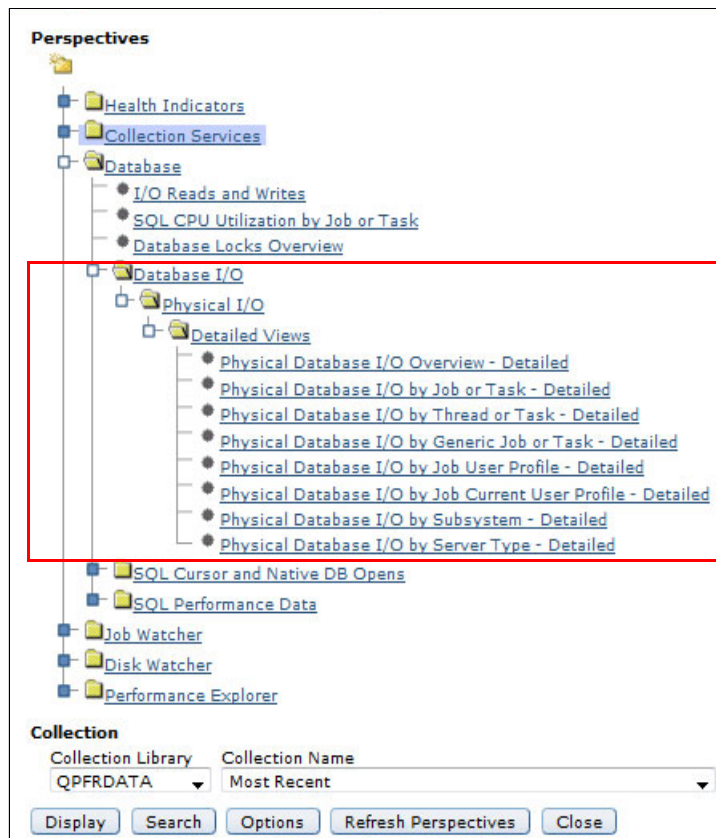 Perspectives
Health Indicators
Collection Services
Database
I/O Reads and Writes
SQL CPU Utilization by Job or Task
Database Locks Overview
Database I/O
Physical I/O
Detailed Views
Physical Database I/O Overview - Detailed
Physical Database I/O by Job or Task - Detailed
Physical Database I/O by Thread or Task - Detailed
Physical Database I/O by Generic Job or Task - Detailed
Physical Database I/O by Job User Profile - Detailed
Physical Database I/O by Job Current User Profile - Detailed
Physical Database I/O by Subsystem - Detailed
Physical Database I/O by Server Type - Detailed
SQL Cursor and Native DB Opens
SQL Performance Data
Job Watcher
Disk Watcher
Performance Explorer
Collection
Collection Library Collection Name
QPFRDATA Most Recent
Display Search Options Refresh Perspectives Close